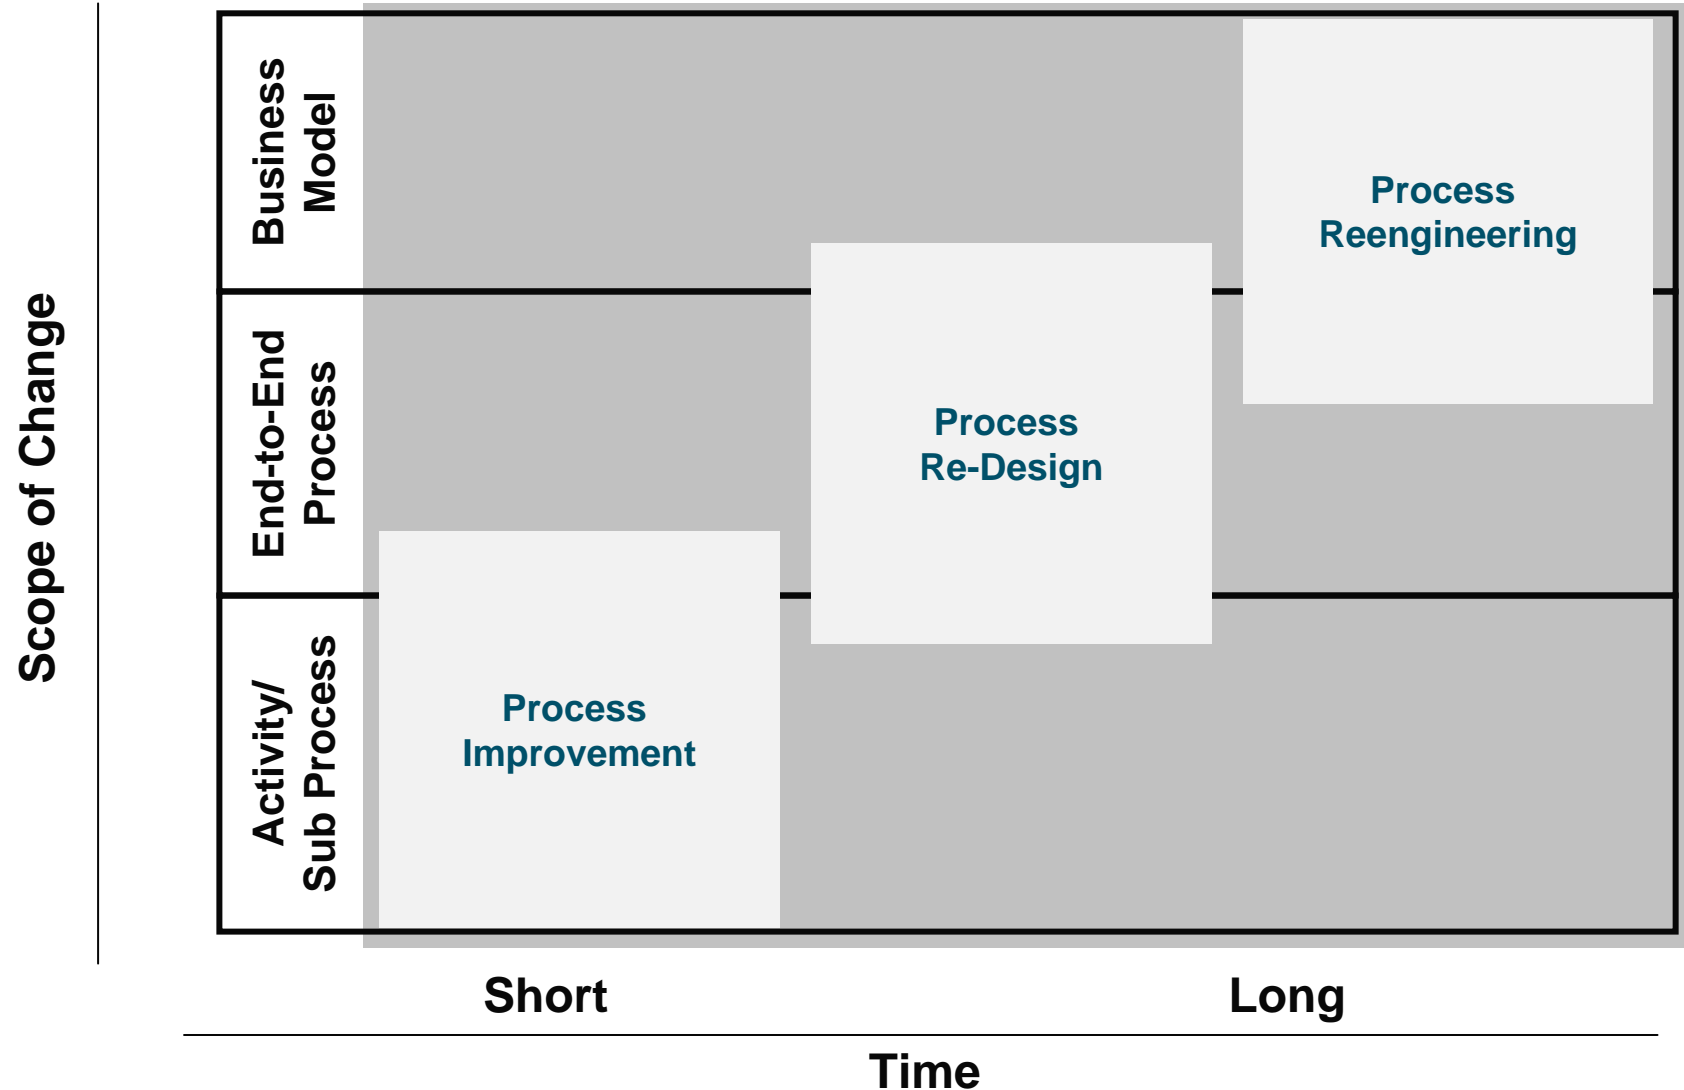 Scope of Change
Business
Model
End-to-End
Process
Activity/
Sub Process
Process
Reengineering
Process
Re-Design
Process
Improvement
Short
Long
Time